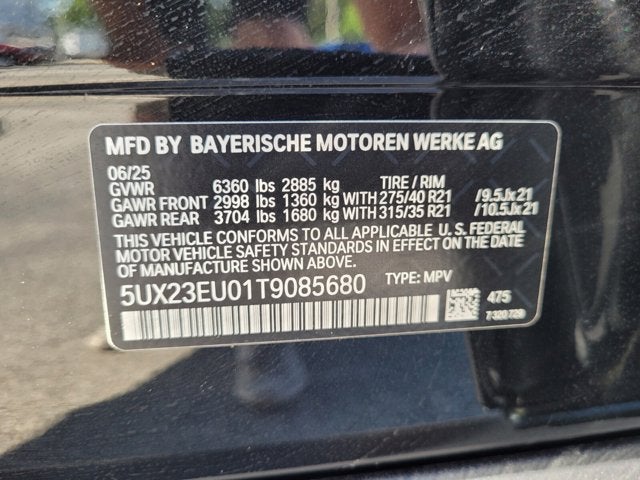 MFD BY BAYERISCHE MOTOREN WERKE AG
06/25
GVWR 6360 lbs 2885 kg TIRE / RIM
GAWR FRONT 2998 lbs 1360 kg WITH 275/40 R21 /9.5Jx21
GAWR REAR 3704 lbs 1680 kg WITH 315/35 R21 /10.5Jx21
THIS VEHICLE CONFORMS TO ALL APPLICABLE U.S. FEDERAL
MOTOR VEHICLE SAFETY STANDARDS IN EFFECT ON THE DATE
OF MANUFACTURE SHOWN ABOVE.
5UX23EU01T9085680 TYPE: MPV
475
7 320 728